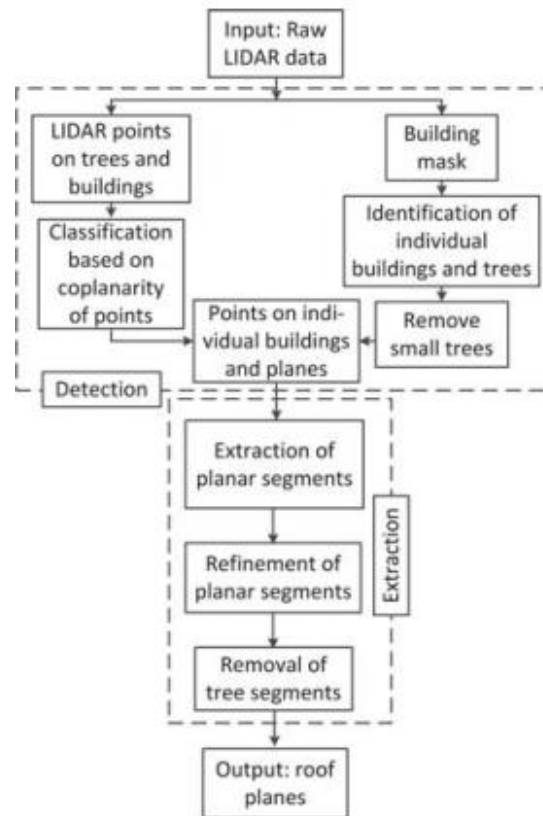 Input: Raw
LIDAR data
LIDAR points
on trees and
buildings
Building
mask
Classification
based on
coplanarity
of points
Identification of
individual
buildings and trees
Points on indi-
vidual buildings
and planes
Remove
small trees
Detection
Extraction of
planar segments
Refinement of
planar segments
Extraction
Removal of
tree segments
Output: roof
planes